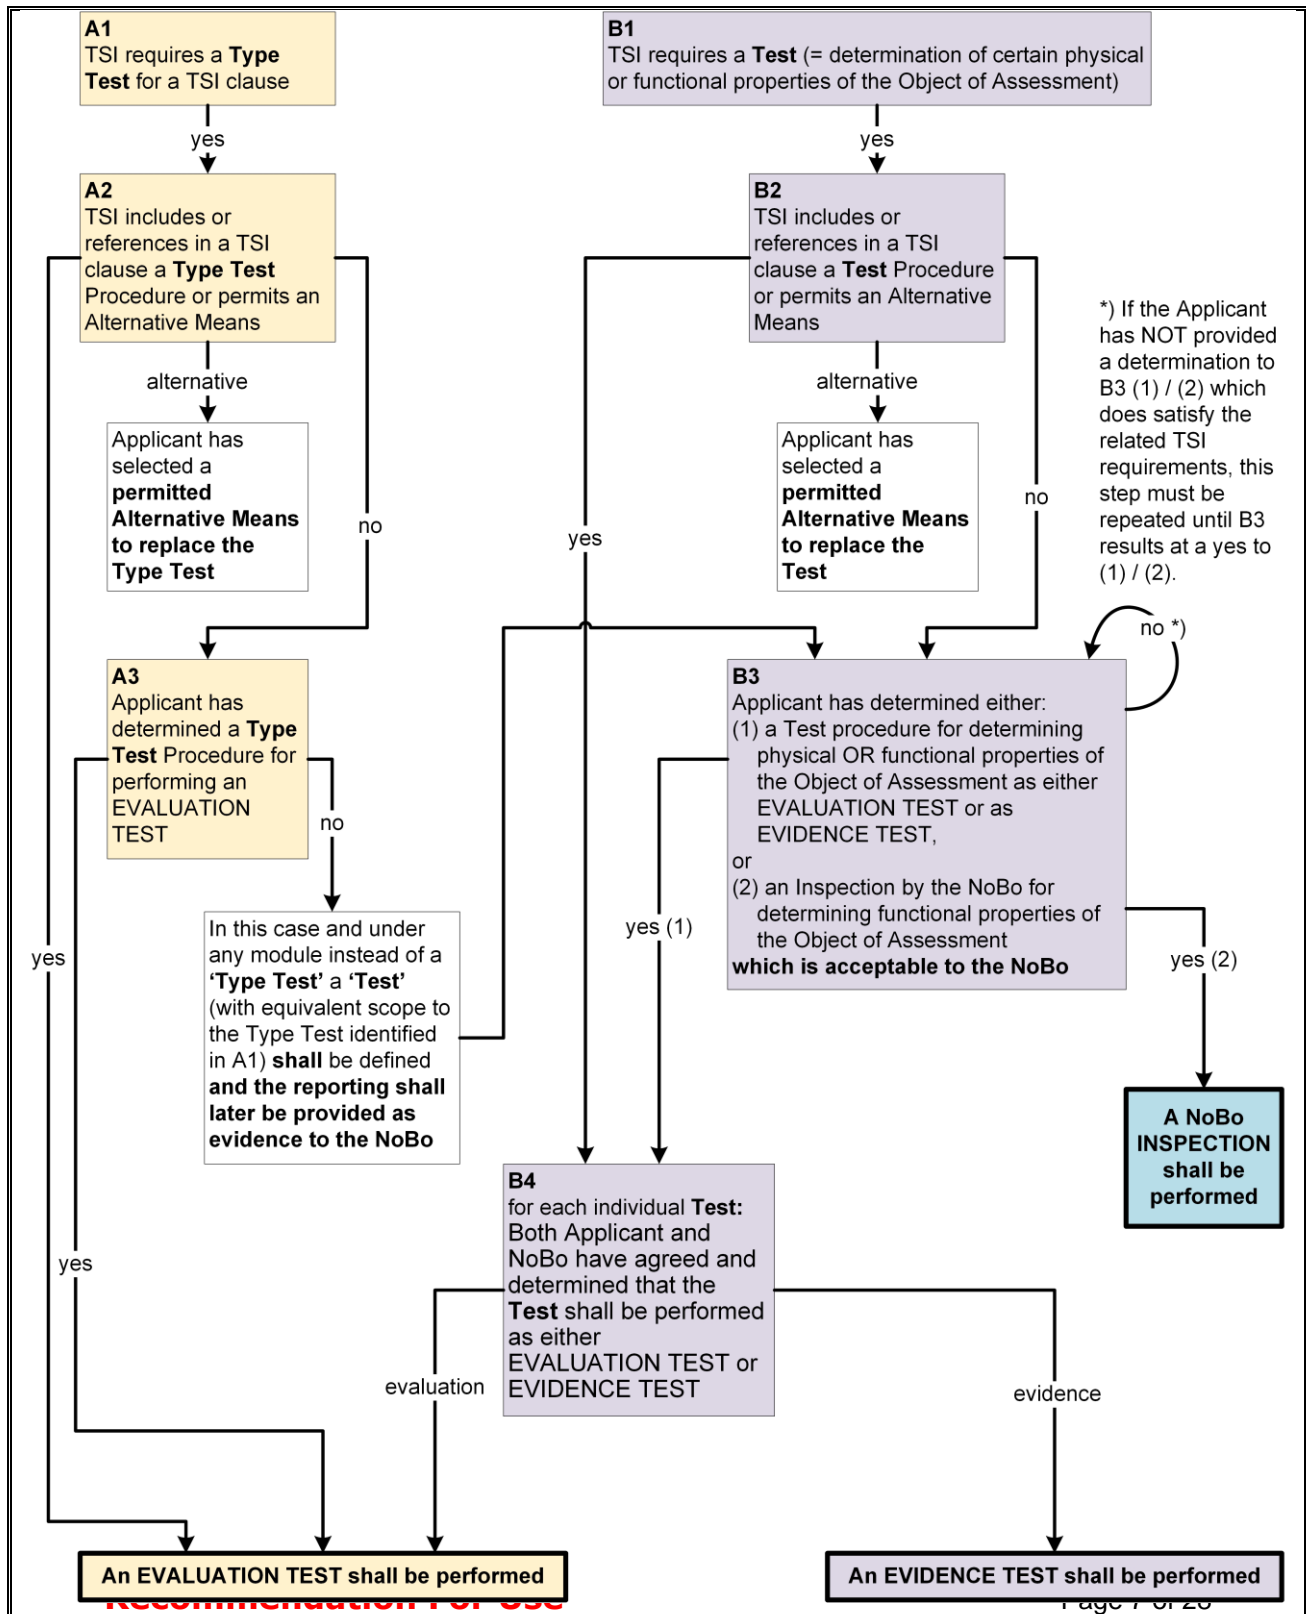 A1
TSI requires a Type
Test for a TSI clause
B1
TSI requires a Test (= determination of certain physical
or functional properties of the Object of Assessment)
yes
yes
A2
TSI includes or
references in a TSI
clause a Type Test
Procedure or permits an
Alternative Means
B2
TSI includes or
references in a TSI
clause a Test Procedure
or permits an Alternative
Means
*) If the Applicant
has NOT provided
a determination to
B3 (1) / (2) which
does satisfy the
related TSI
requirements, this
step must be
repeated until B3
results at a yes to
(1) / (2).
alternative
alternative
Applicant has
selected a
permitted
Alternative Means
to replace the
Type Test
no
yes
Applicant has
selected a
permitted
Alternative Means
to replace the
Test
no
no *)
A3
Applicant has
determined a Type
Test Procedure for
performing an
EVALUATION
TEST
no
B3
Applicant has determined either:
(1) a Test procedure for determining
physical OR functional properties of
the Object of Assessment as either
EVALUATION TEST or as
EVIDENCE TEST,
or
(2) an Inspection by the NoBo for
determining functional properties of
the Object of Assessment
which is acceptable to the NoBo
In this case and under
any module instead of a
‘Type Test’ a ‘Test’
(with equivalent scope to
the Type Test identified
in A1) shall be defined
and the reporting shall
later be provided as
evidence to the NoBo
yes
yes (1)
yes (2)
A NoBo
INSPECTION
shall be
performed
B4
for each individual Test:
Both Applicant and
NoBo have agreed and
determined that the
Test shall be performed
as either
EVALUATION TEST or
EVIDENCE TEST
yes
evaluation
evidence
An EVALUATION TEST shall be performed
An EVIDENCE TEST shall be performed
Recommendation For Use
Page 7 of 28